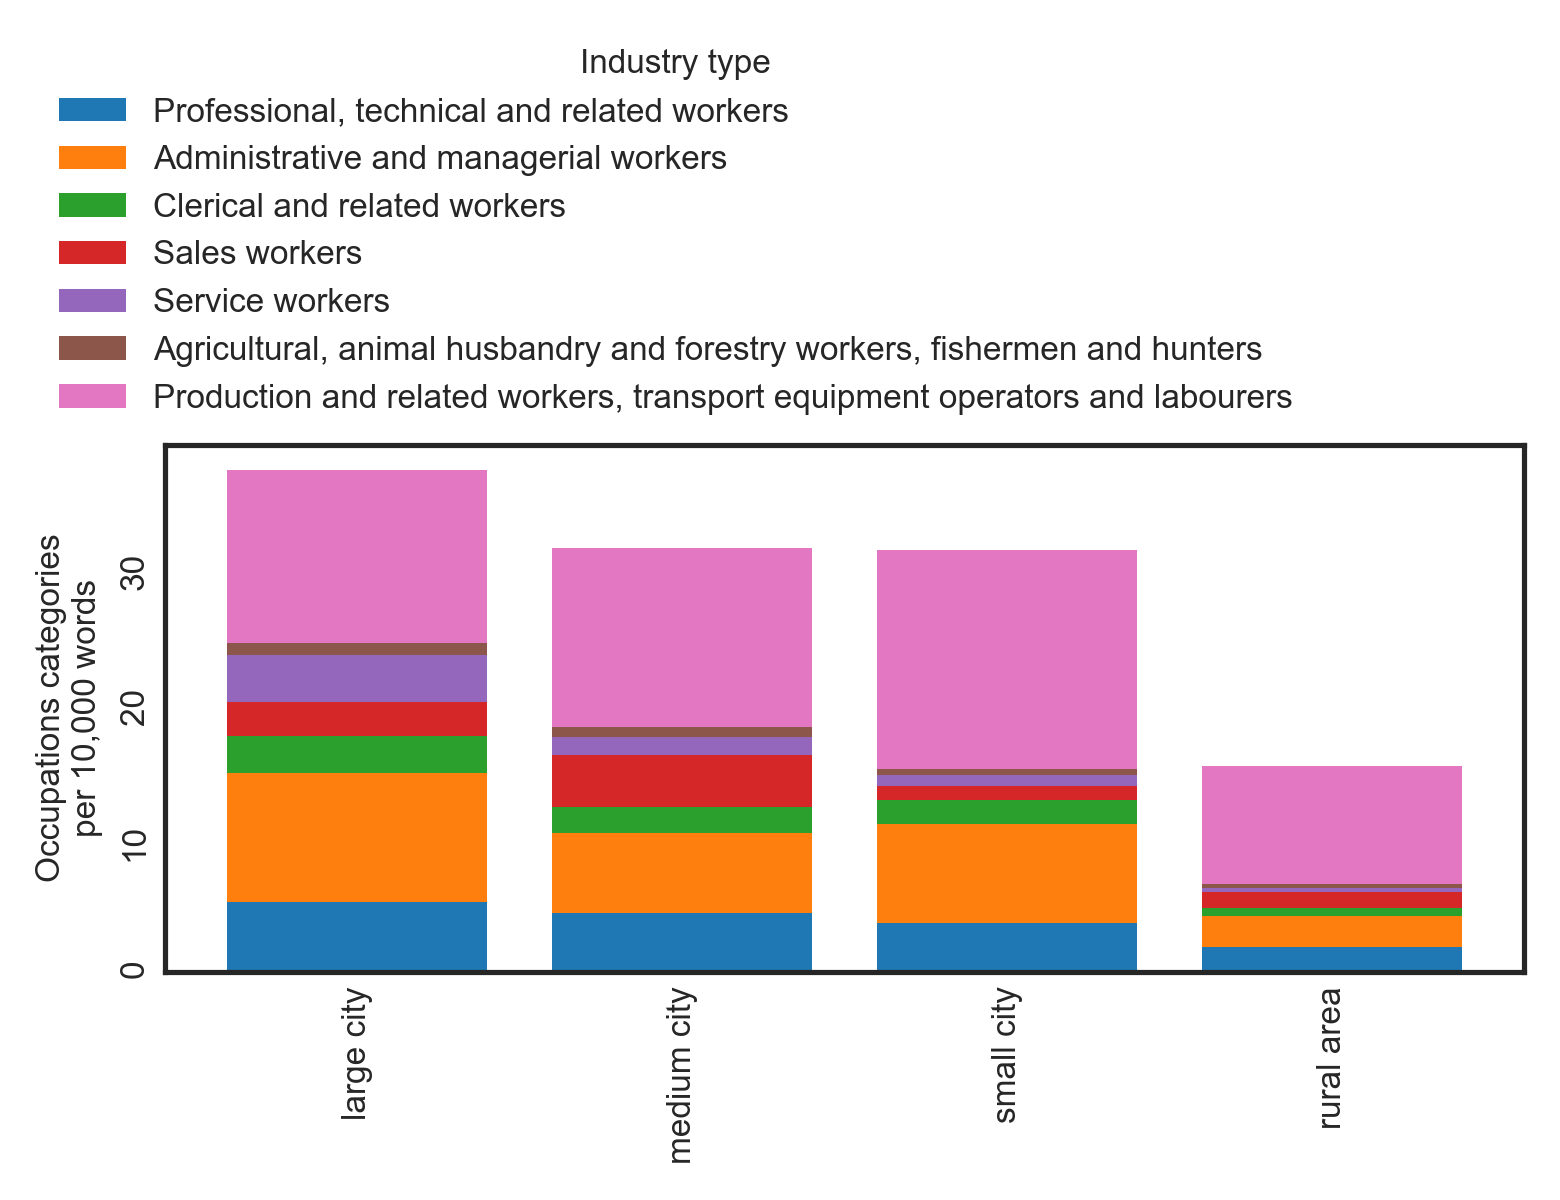 Industry type
Professional, technical and related workers
Administrative and managerial workers
Clerical and related workers
Sales workers
Service workers
Agricultural, animal husbandry and forestry workers, fishermen and hunters
Production and related workers, transport equipment operators and labourers
Occupations categories
per 10,000 words
30
20
10
0
large city
medium city
small city
rural area